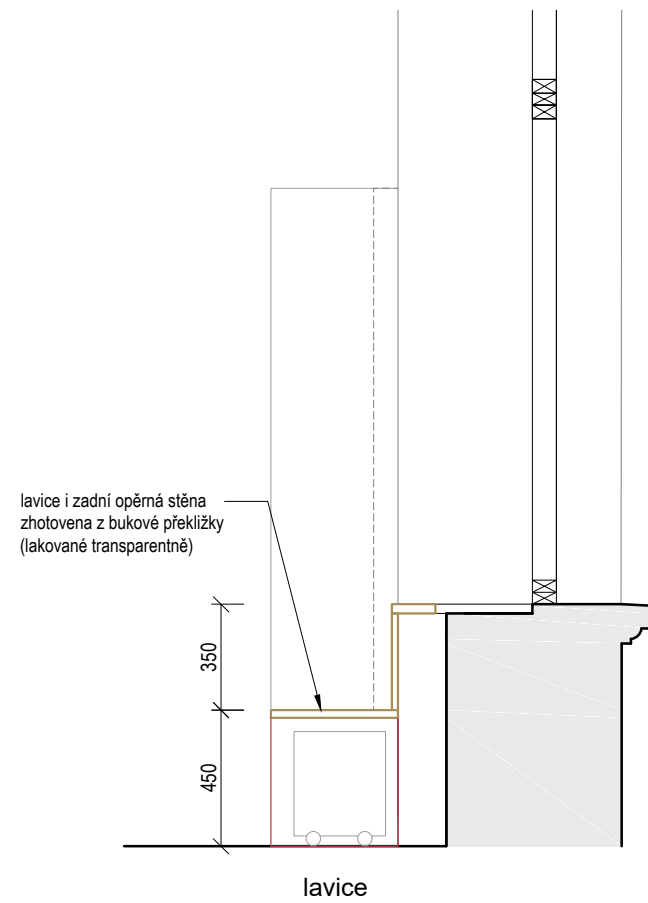 lavice i zadní opěrná stěna
zhotovena z bukové překližky
(lakované transparentně)
350
450
lavice